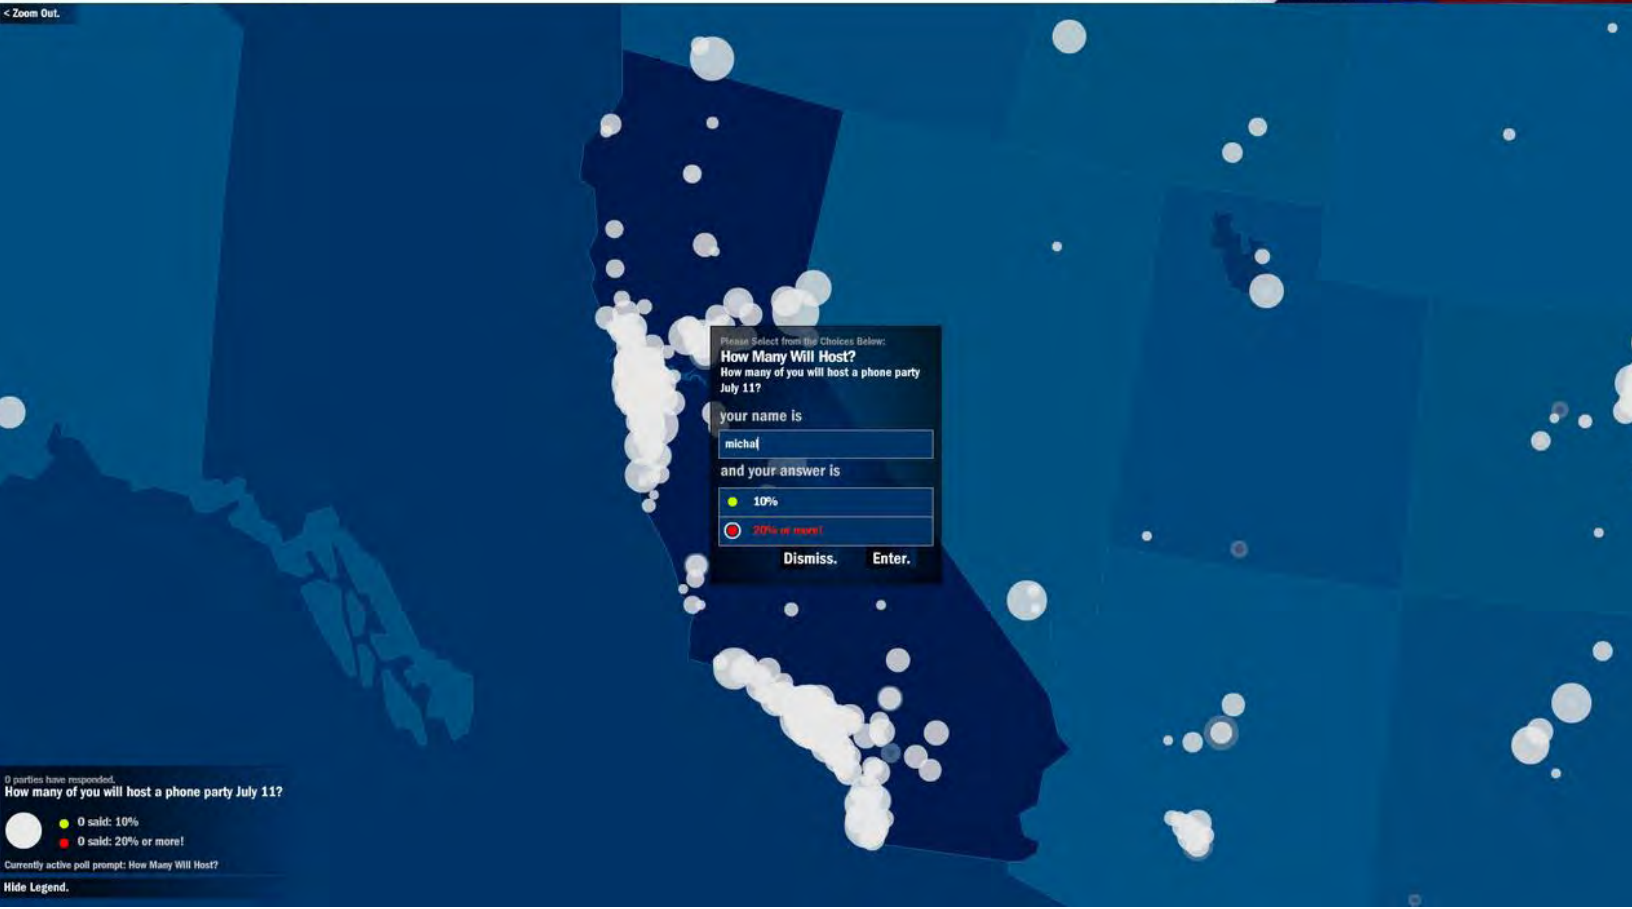 < Zoom Out.
Please Select from the Choices Below:
How Many Will Host?
How many of you will host a phone party
July 11?
your name is
michal
and your answer is
10%
20% or more!
Dismiss. Enter.
0 parties have responded.
How many of you will host a phone party July 11?
0 said: 10%
0 said: 20% or more!
Currently active poll prompt: How Many Will Host?
Hide Legend.